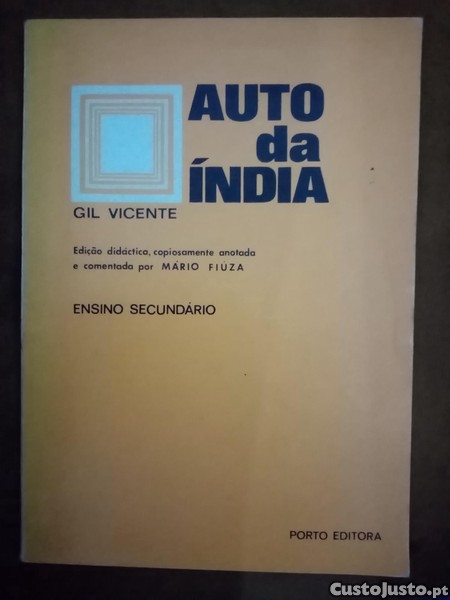 AUTO
da
ÍNDIA
GIL VICENTE
Edição didáctica, copiosamente anotada
e comentada por MÁRIO FIÚZA
ENSINO SECUNDÁRIO
PORTO EDITORA
CustoJusto.pt